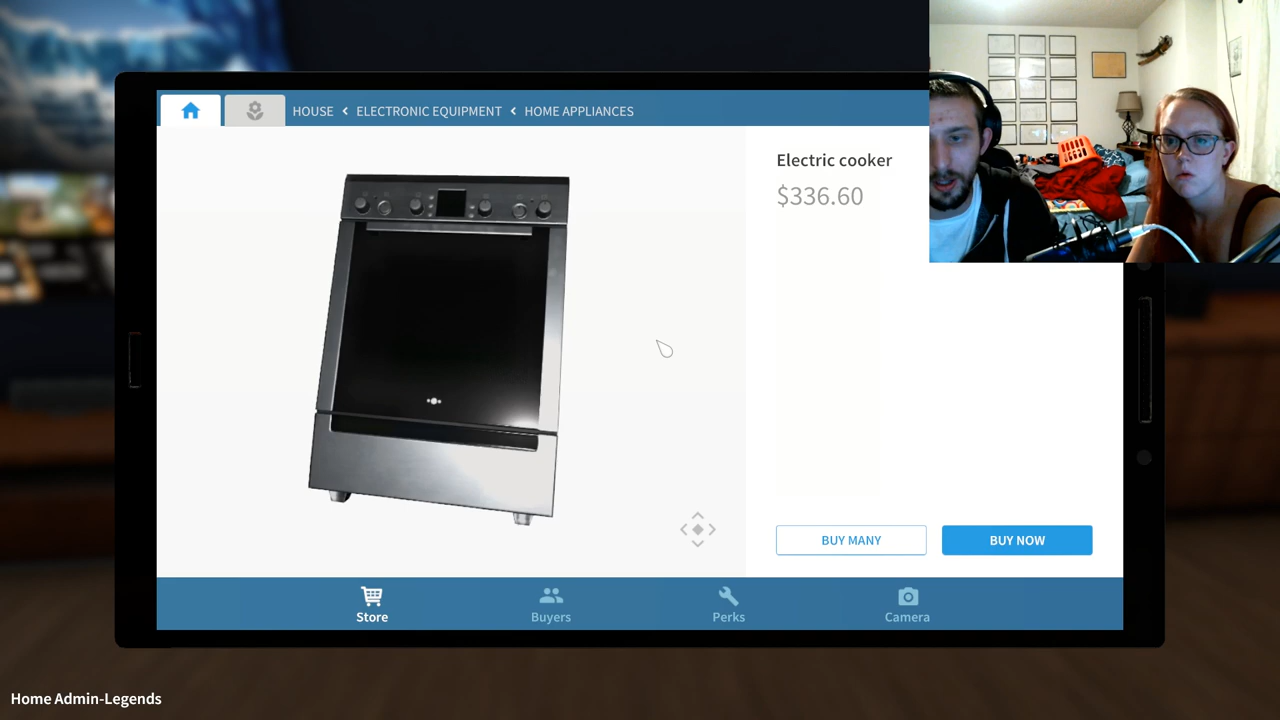 HOUSE < ELECTRONIC EQUIPMENT < HOME APPLIANCES
Electric cooker
$336.60
BUY MANY
BUY NOW
Store
Buyers
Perks
Camera
Home Admin-Legends